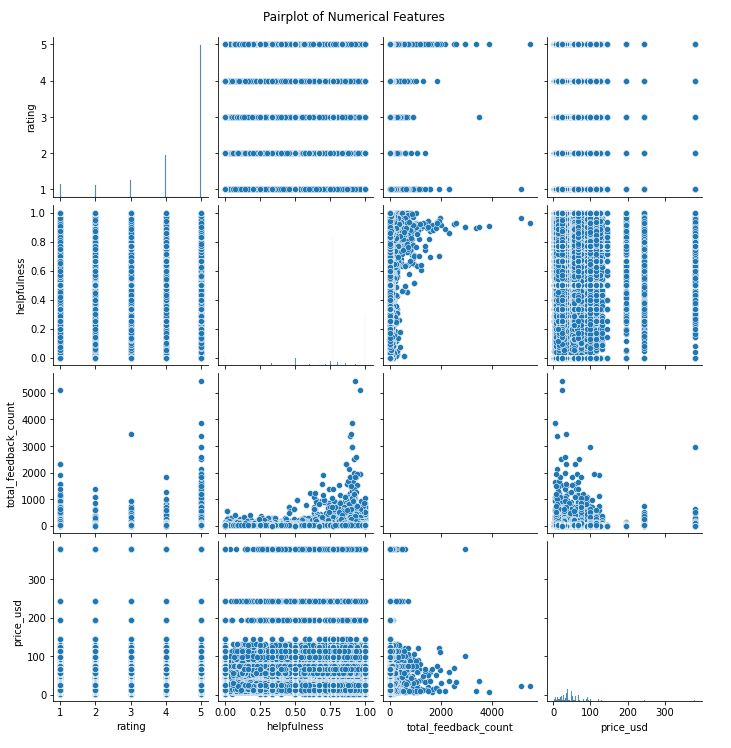 Pairplot of Numerical Features
5
4
3
2
1
rating
1.0
0.8
0.6
0.4
0.2
0.0
helpfulness
5000
4000
3000
2000
1000
0
total_feedback_count
300
200
100
0
price_usd
1 2 3 4 5
rating
0.00 0.25 0.50 0.75 1.00
helpfulness
0 2000 4000
total_feedback_count
0 100 200 300
price_usd